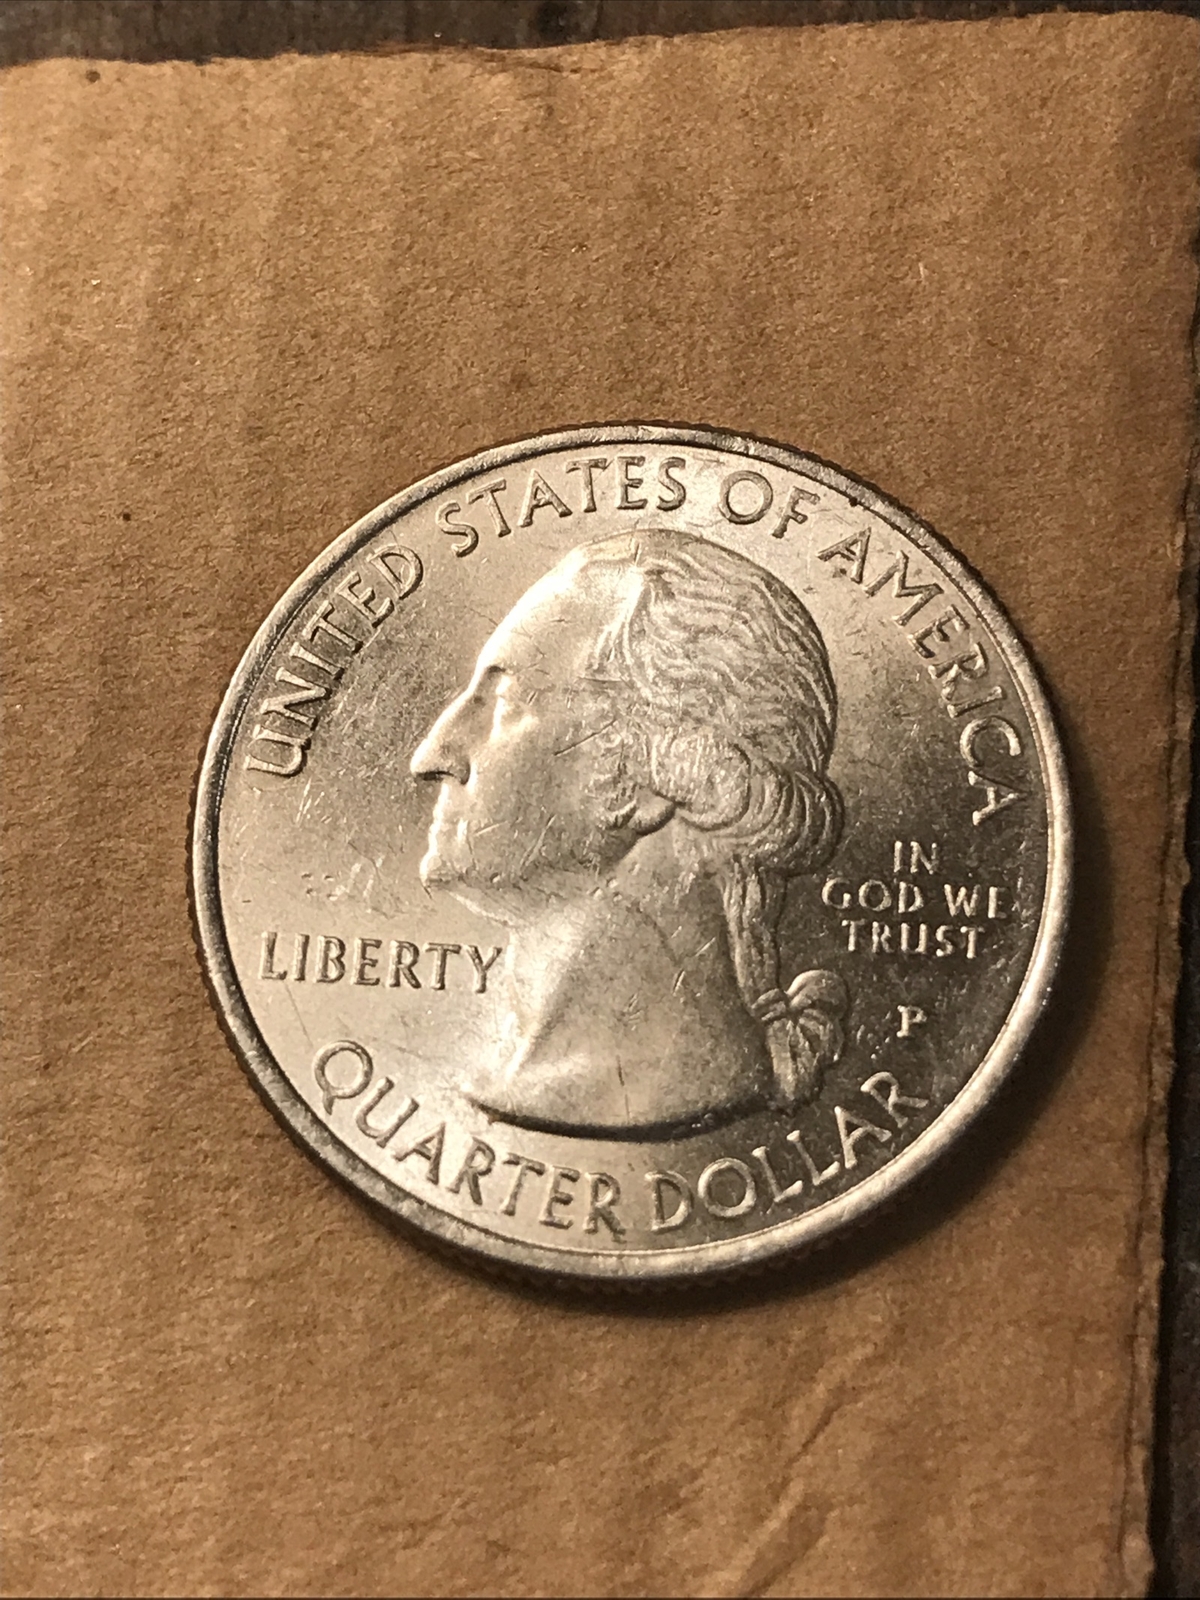 UNITED STATES OF AMERICA
IN
GOD WE
TRUST
LIBERTY
P
QUARTER DOLLAR